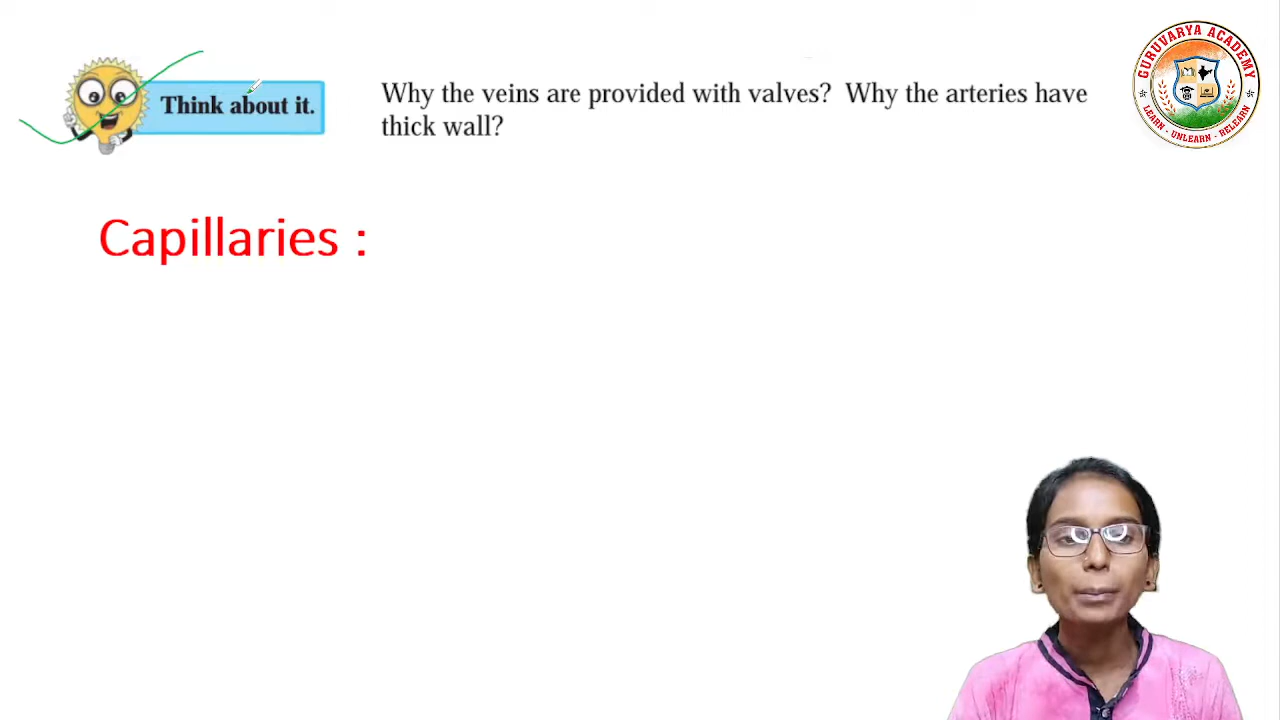 Think about it.
Why the veins are provided with valves? Why the arteries have
thick wall?
GURUVARYA ACADEMY
LEARN - UNLEARN - RELEARN
Capillaries :